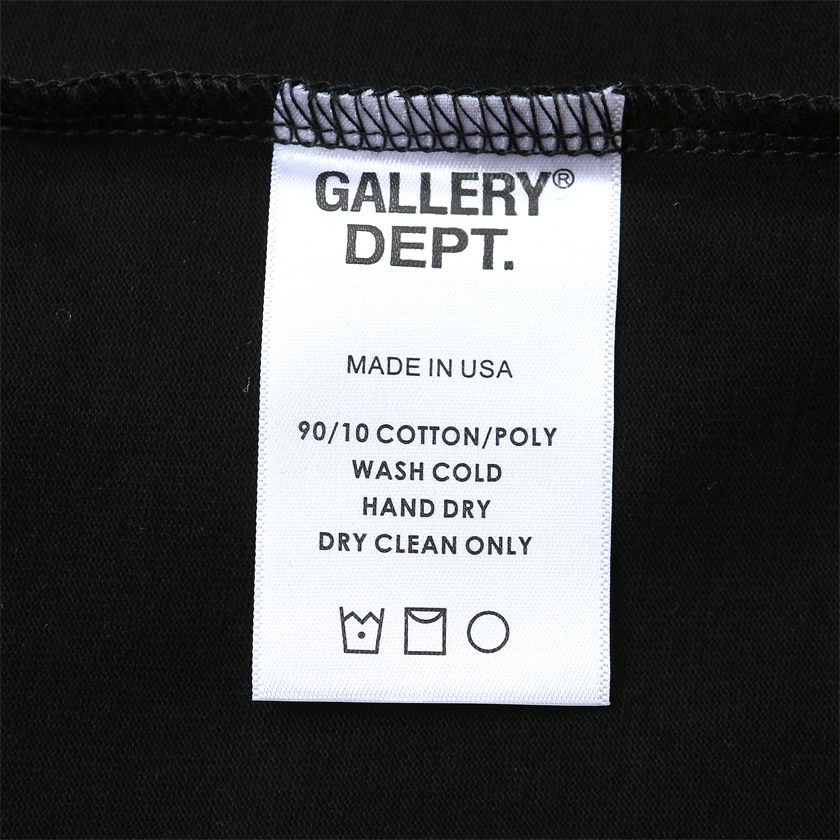 GALLERY®
DEPT.
MADE IN USA
90/10 COTTON/POLY
WASH COLD
HAND DRY
DRY CLEAN ONLY